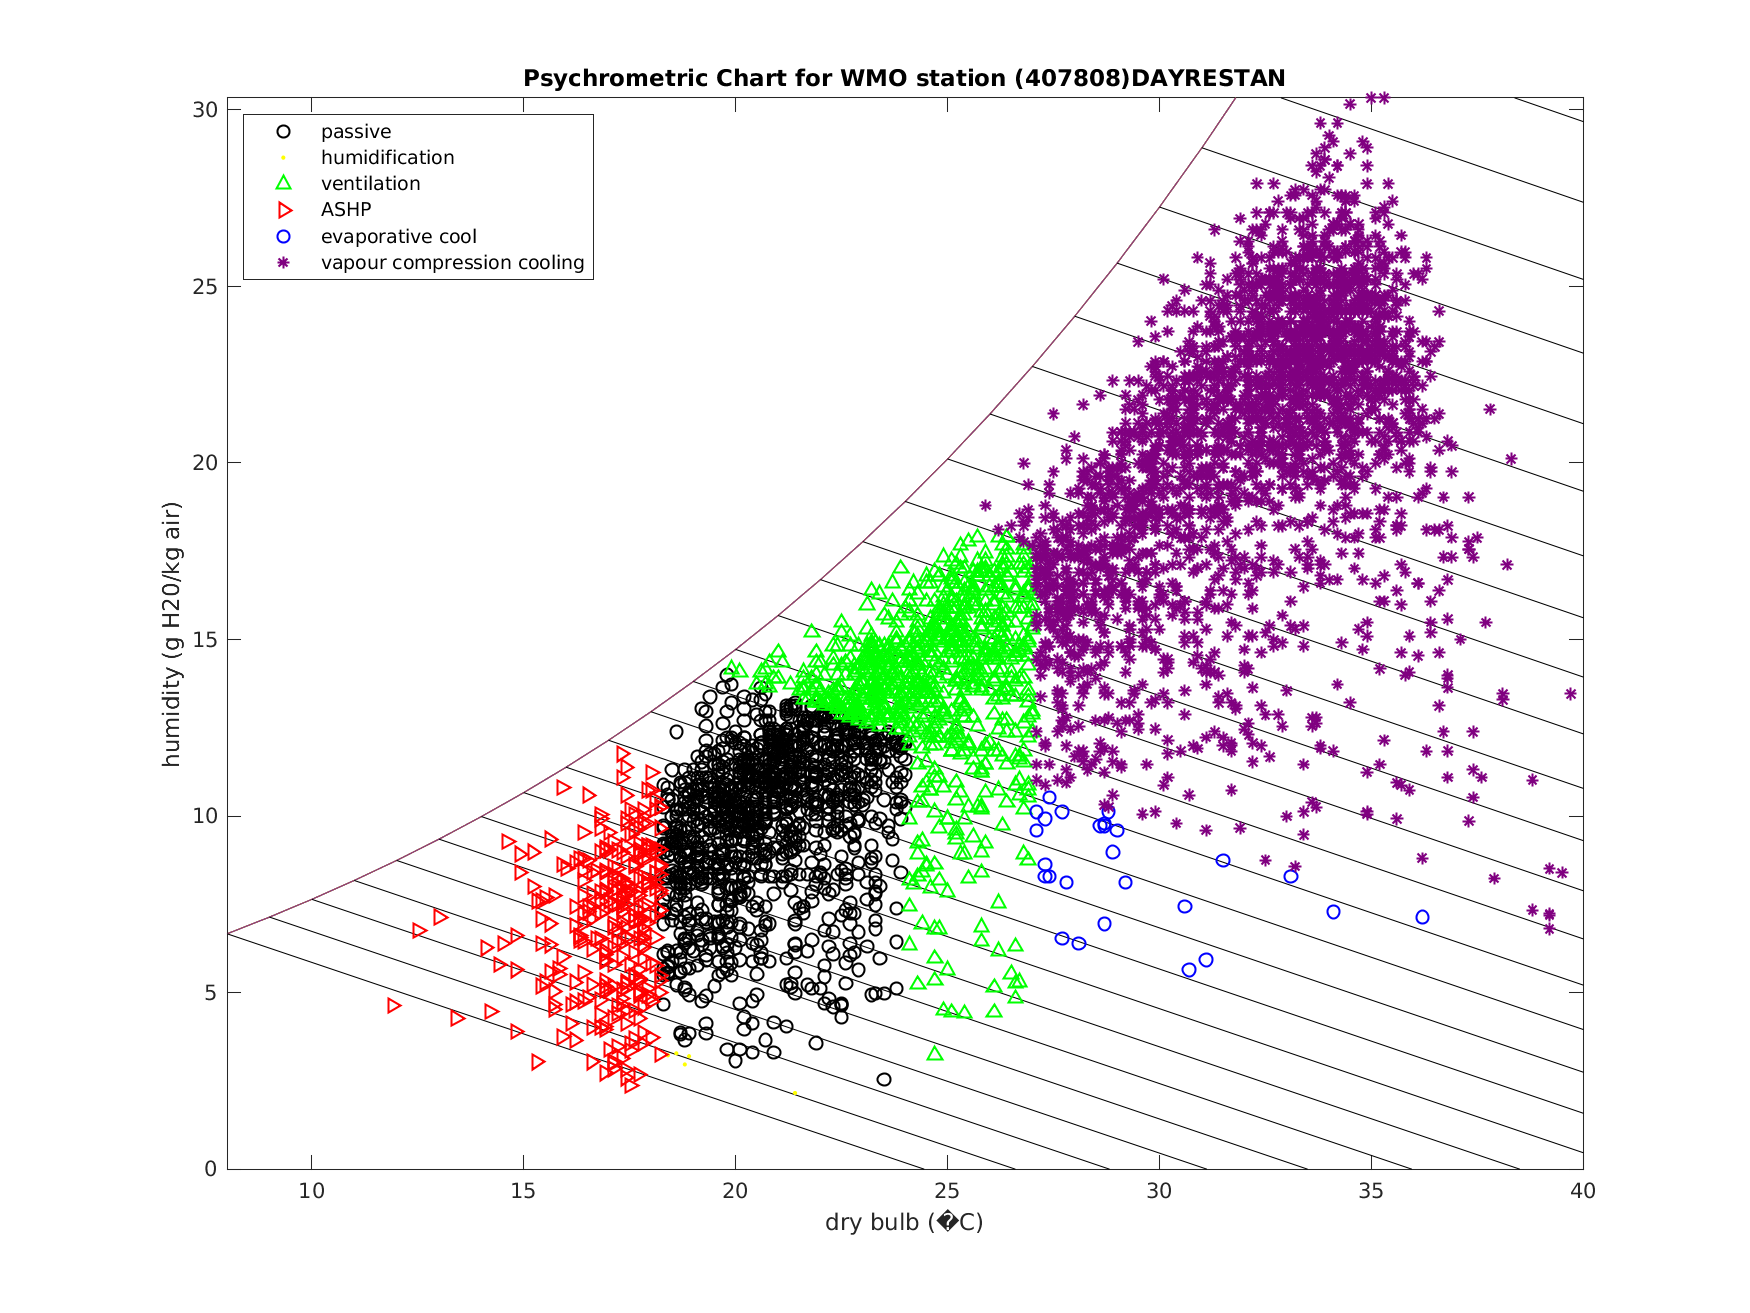 Psychrometric Chart for WMO station (407808)DAYRESTAN
passive
humidification
ventilation
ASHP
evaporative cool
vapour compression cooling
humidity (g H20/kg air)
30
25
20
15
10
5
0
10 15 20 25 30 35 40
dry bulb (�C)